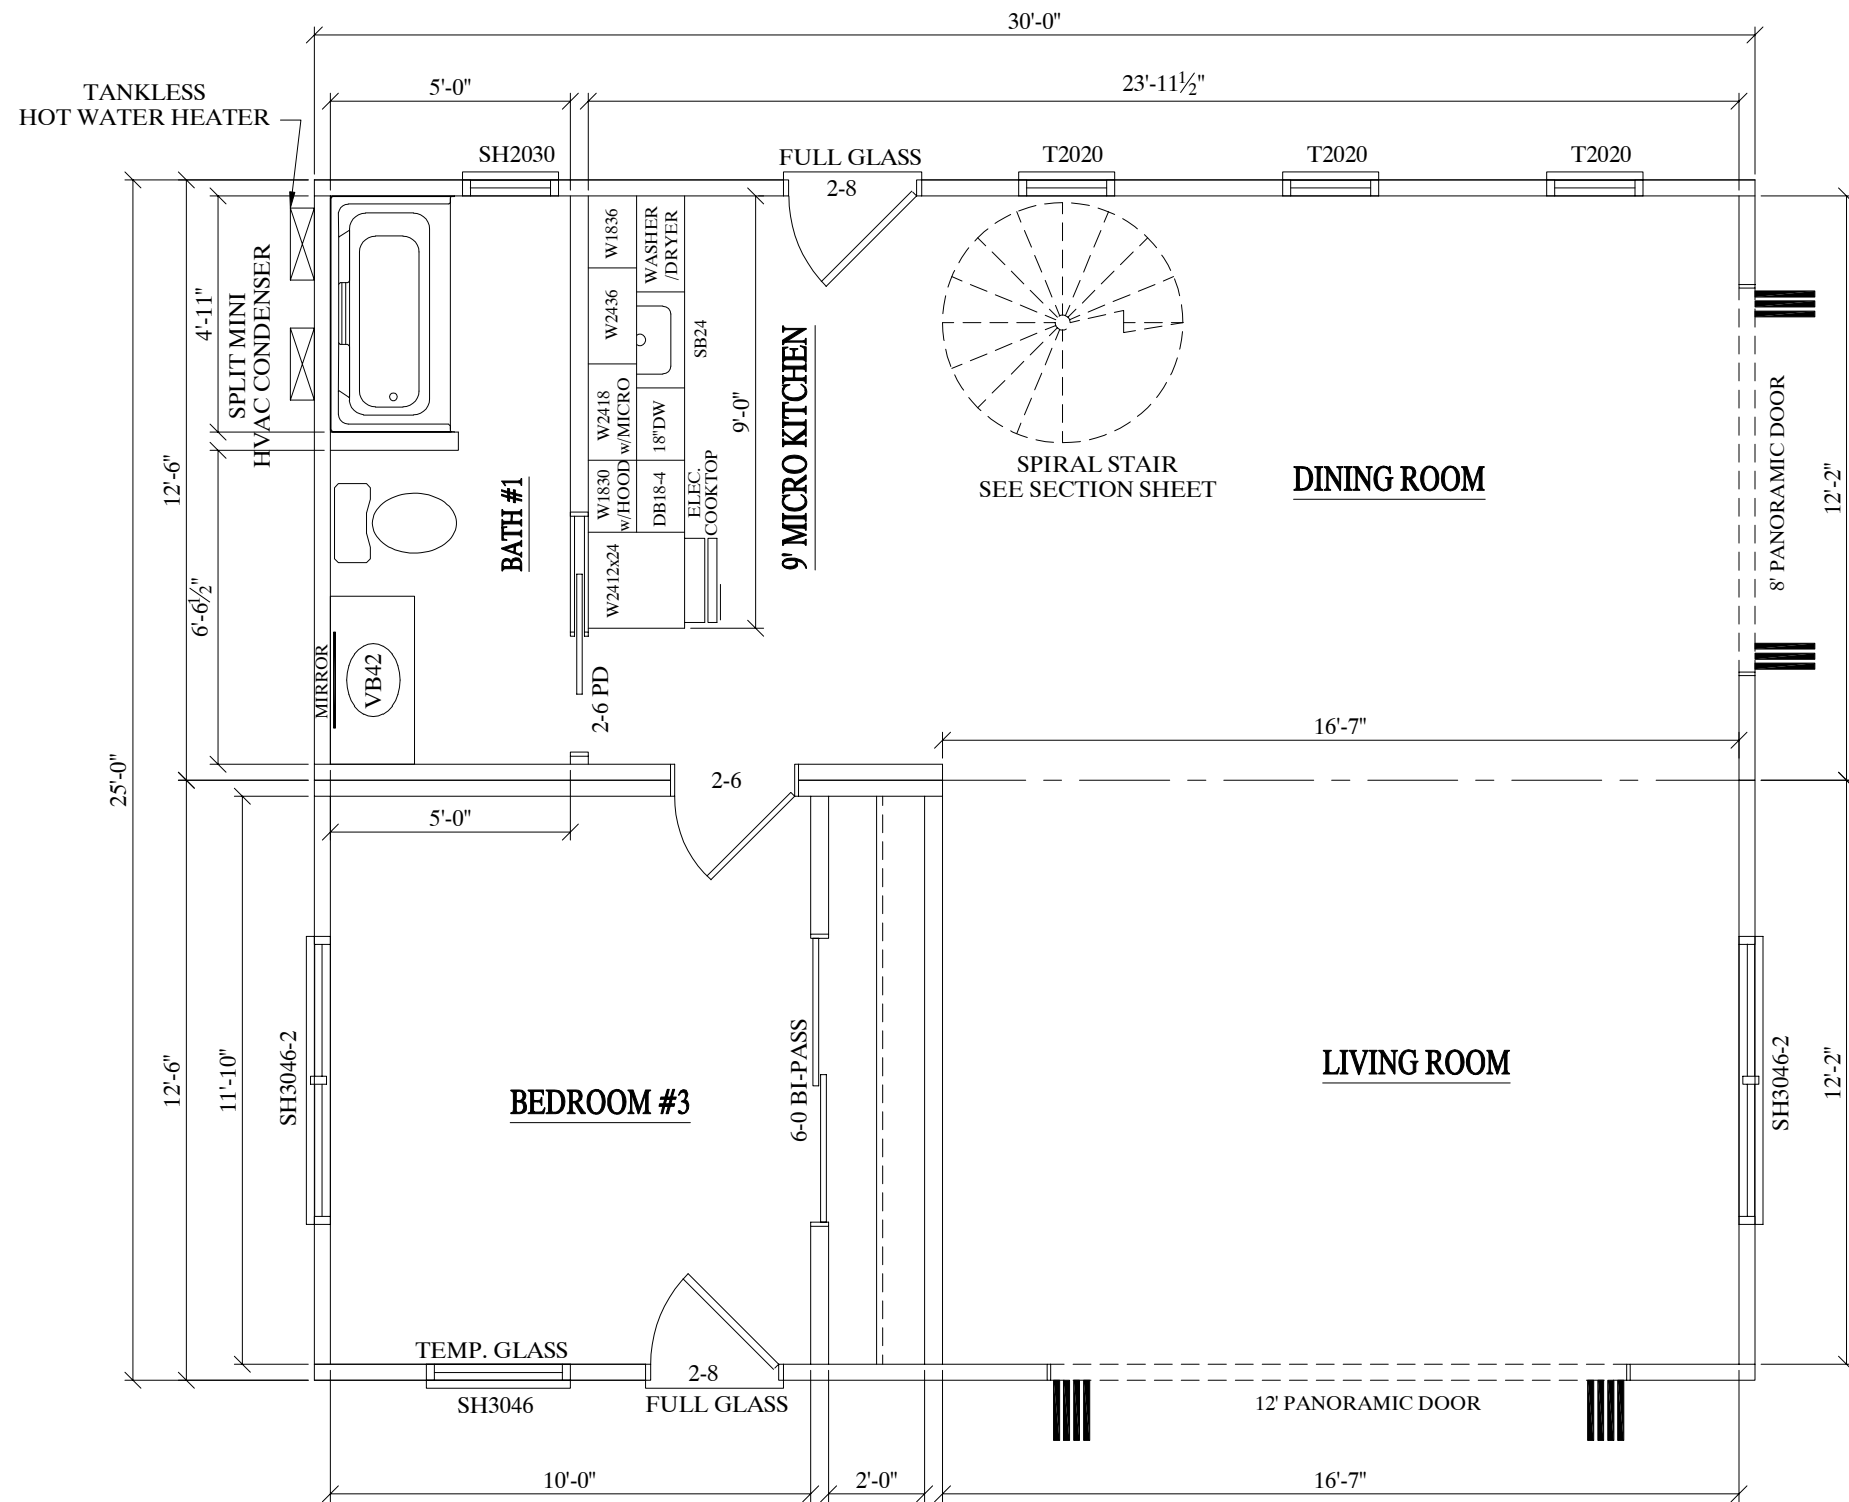 30'-0"
TANKLESS
HOT WATER HEATER
5'-0"
23'-11½"
SH2030
FULL GLASS
2-8
T2020
T2020
T2020
W1836
WASHER
/DRYER
W2436
SB24
W2418
w/MICRO
18"DW
W1830
w/HOOD
DB18-4
ELEC.
COOKTOP
W2412x24
9'-0"
9' MICRO KITCHEN
4'-11"
SPLIT MINI
HVAC CONDENSER
12'-6"
6'-6½"
BATH #1
MIRROR
VB42
2-6 PD
SPIRAL STAIR
SEE SECTION SHEET
DINING ROOM
8' PANORAMIC DOOR
12'-2"
16'-7"
25'-0"
2-6
5'-0"
12'-6"
11'-10"
SH3046-2
BEDROOM #3
6-0 BI-PASS
LIVING ROOM
SH3046-2
12'-2"
TEMP. GLASS
SH3046
2-8
FULL GLASS
12' PANORAMIC DOOR
10'-0"
2'-0"
16'-7"